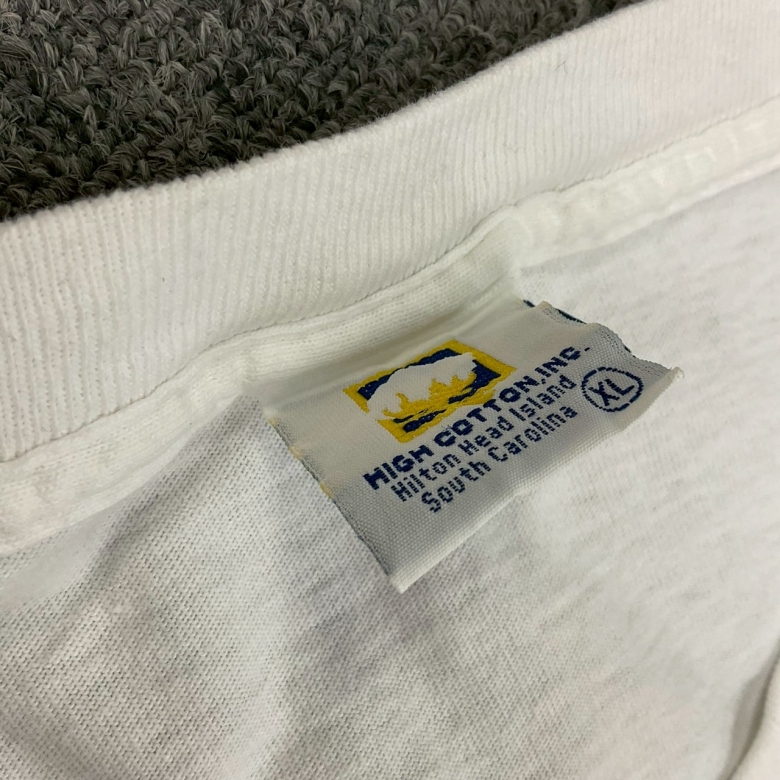 HIGH COTTON, INC.
Hilton Head Island
South Carolina
XL